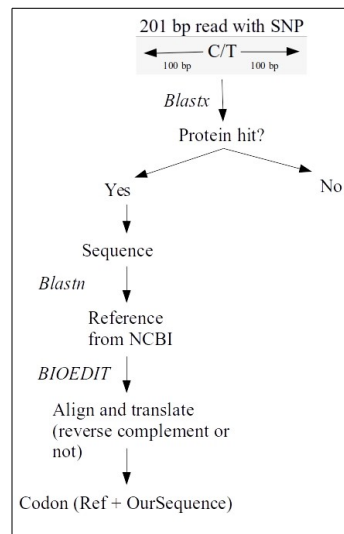 201 bp read with SNP
C/T
100 bp 100 bp
Blastx
Protein hit?
Yes
No
Sequence
Blastn
Reference
from NCBI
BIOEDIT
Align and translate
(reverse complement or
not)
Codon (Ref + OurSequence)